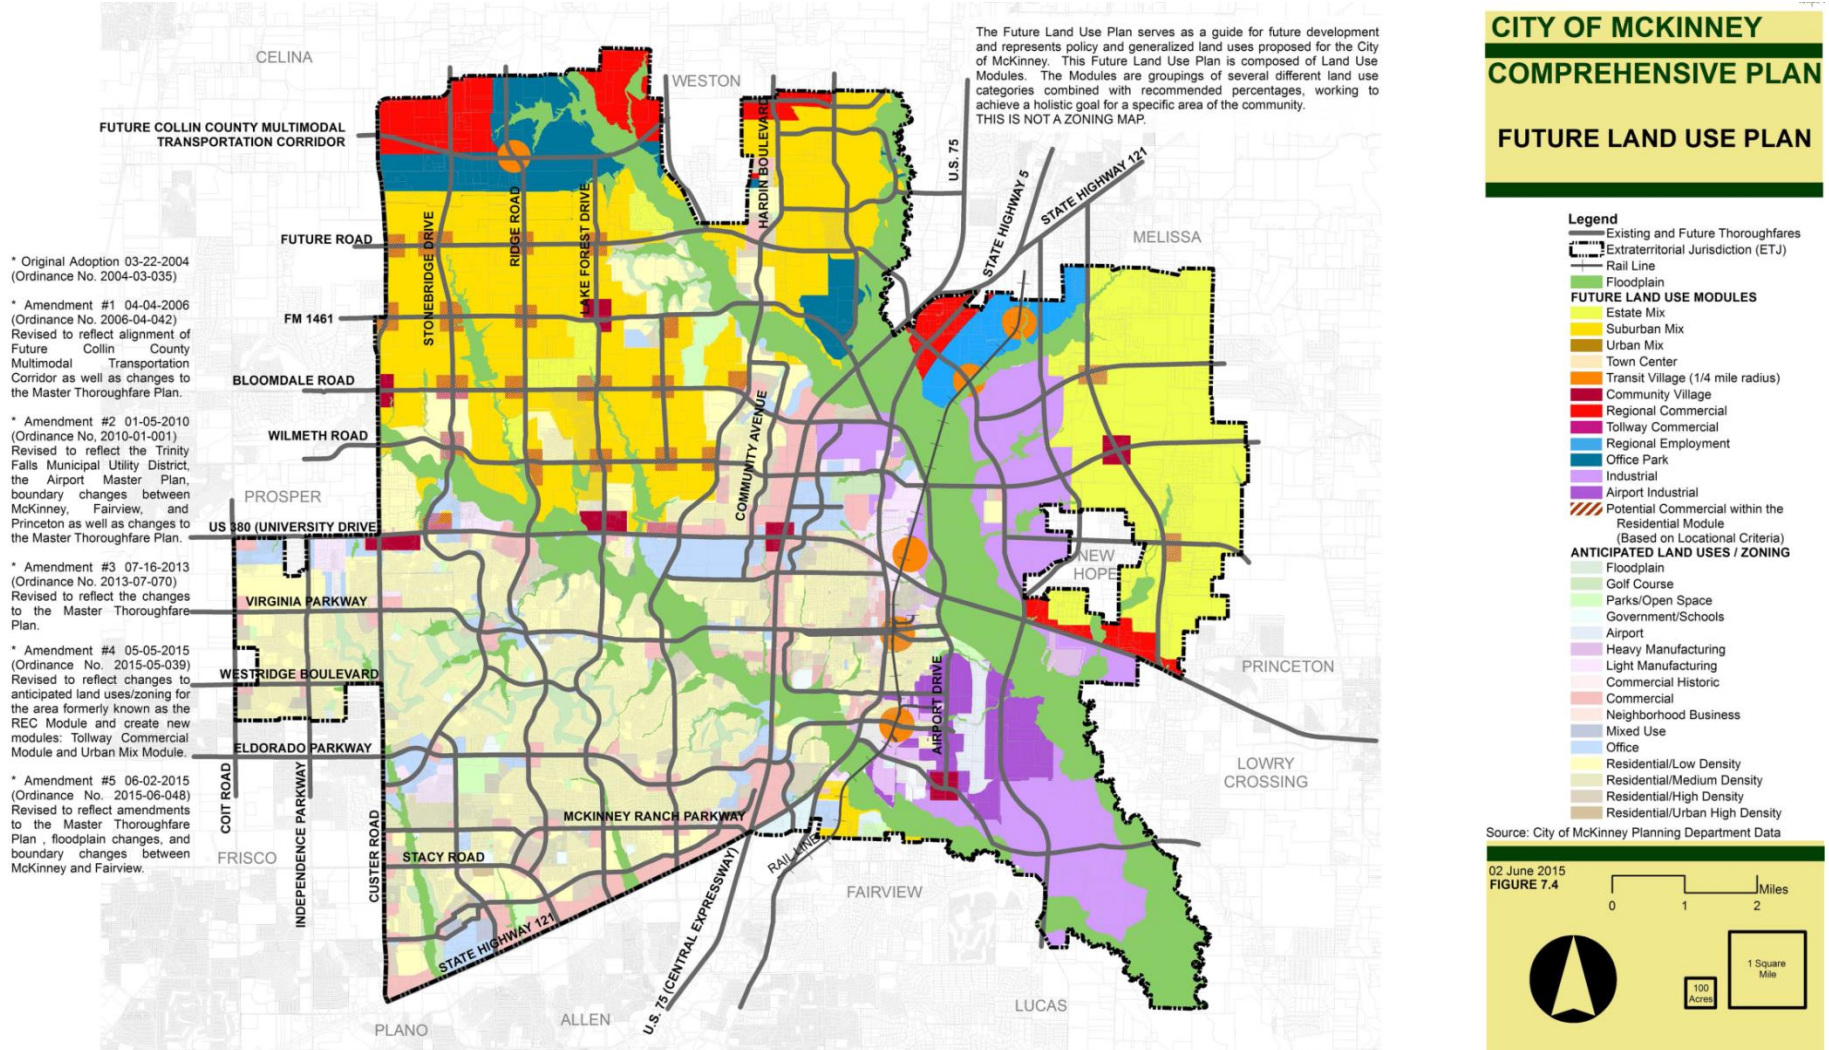 The Future Land Use Plan serves as a guide for future development
and represents policy and generalized land uses proposed for the City
of McKinney. This Future Land Use Plan is composed of Land Use
Modules. The Modules are groupings of several different land use
categories combined with recommended percentages, working to
achieve a holistic goal for a specific area of the community.
THIS IS NOT A ZONING MAP.
CITY OF MCKINNEY
COMPREHENSIVE PLAN
FUTURE LAND USE PLAN
* Original Adoption 03-22-2004
(Ordinance No. 2004-03-035)
* Amendment #1 04-04-2006
(Ordinance No. 2006-04-042)
Revised to reflect alignment of
Future Collin County
Multimodal Transportation
Corridor as well as changes to
the Master Thoroughfare Plan.
* Amendment #2 01-05-2010
(Ordinance No, 2010-01-001)
Revised to reflect the Trinity
Falls Municipal Utility District,
the Airport Master Plan,
boundary changes between
McKinney, Fairview, and
Princeton as well as changes to
the Master Thoroughfare Plan.
* Amendment #3 07-16-2013
(Ordinance No. 2013-07-070)
Revised to reflect the changes
to the Master Thoroughfare
Plan.
* Amendment #4 05-05-2015
(Ordinance No. 2015-05-039)
Revised to reflect changes to
anticipated land uses/zoning for
the area formerly known as the
REC Module and create new
modules: Tollway Commercial
Module and Urban Mix Module.
* Amendment #5 06-02-2015
(Ordinance No. 2015-06-048)
Revised to reflect amendments
to the Master Thoroughfare
Plan , floodplain changes, and
boundary changes between
McKinney and Fairview.
CELINA
WESTON
FUTURE COLLIN COUNTY MULTIMODAL
TRANSPORTATION CORRIDOR
HARDIN BOULEVARD
U.S. 75
STATE HIGHWAY 5
STATE HIGHWAY 121
MELISSA
STONEBRIDGE DRIVE
RIDGE ROAD
LAKE FOREST DRIVE
FUTURE ROAD
FM 1461
BLOOMDALE ROAD
WILMETH ROAD
COMMUNITY AVENUE
PROSPER
US 380 (UNIVERSITY DRIVE)
NEW
HOPE
VIRGINIA PARKWAY
WESTRIDGE BOULEVARD
PRINCETON
AIRPORT DRIVE
ELDORADO PARKWAY
LOWRY
CROSSING
COIT ROAD
INDEPENDENCE PARKWAY
CUSTER ROAD
MCKINNEY RANCH PARKWAY
STACY ROAD
FRISCO
RAIL LINE
FAIRVIEW
STATE HIGHWAY 121
U.S. 75 (CENTRAL EXPRESSWAY)
LUCAS
ALLEN
PLANO
Legend
Existing and Future Thoroughfares
Extraterritorial Jurisdiction (ETJ)
Rail Line
Floodplain
FUTURE LAND USE MODULES
Estate Mix
Suburban Mix
Urban Mix
Town Center
Transit Village (1/4 mile radius)
Community Village
Regional Commercial
Tollway Commercial
Regional Employment
Office Park
Industrial
Airport Industrial
Potential Commercial within the
Residential Module
(Based on Locational Criteria)
ANTICIPATED LAND USES / ZONING
Floodplain
Golf Course
Parks/Open Space
Government/Schools
Airport
Heavy Manufacturing
Light Manufacturing
Commercial Historic
Commercial
Neighborhood Business
Mixed Use
Office
Residential/Low Density
Residential/Medium Density
Residential/High Density
Residential/Urban High Density
Source: City of McKinney Planning Department Data
02 June 2015
FIGURE 7.4
Miles
0 1 2
100
Acres
1 Square
Mile